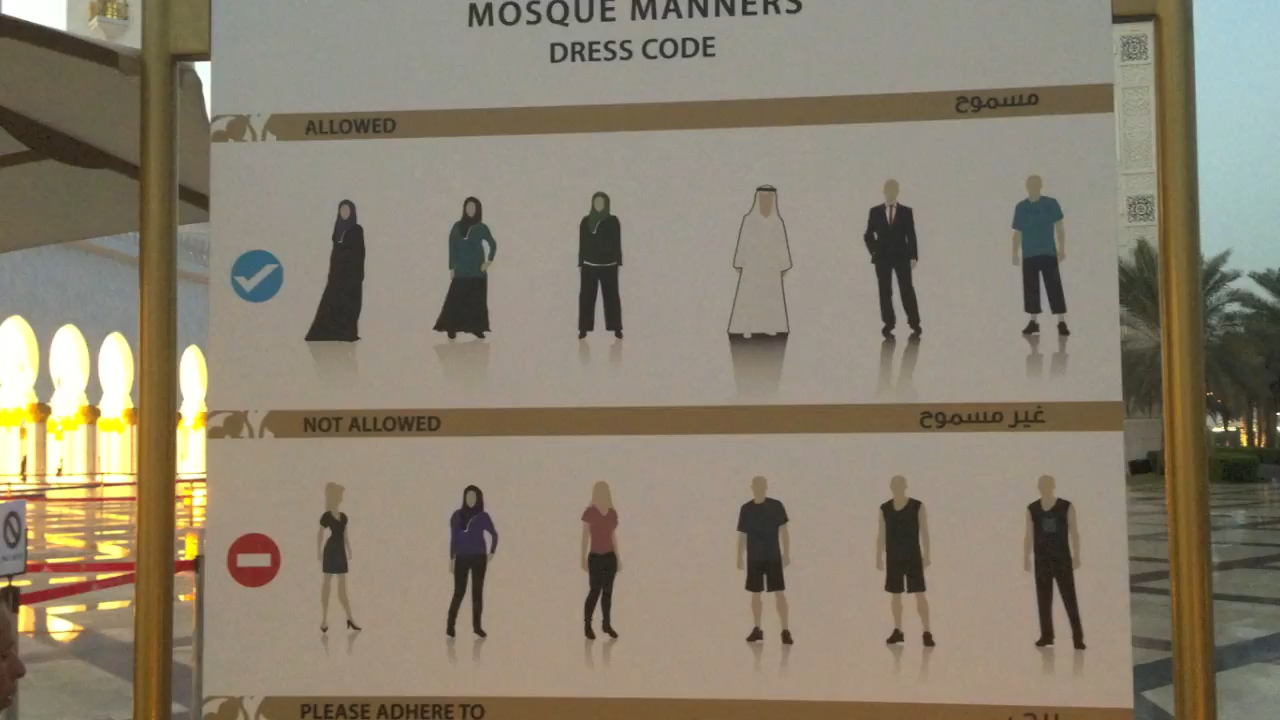 MOSQUE MANNERS
DRESS CODE
ALLOWED
مسموح
NOT ALLOWED
غير مسموح
PLEASE ADHERE TO